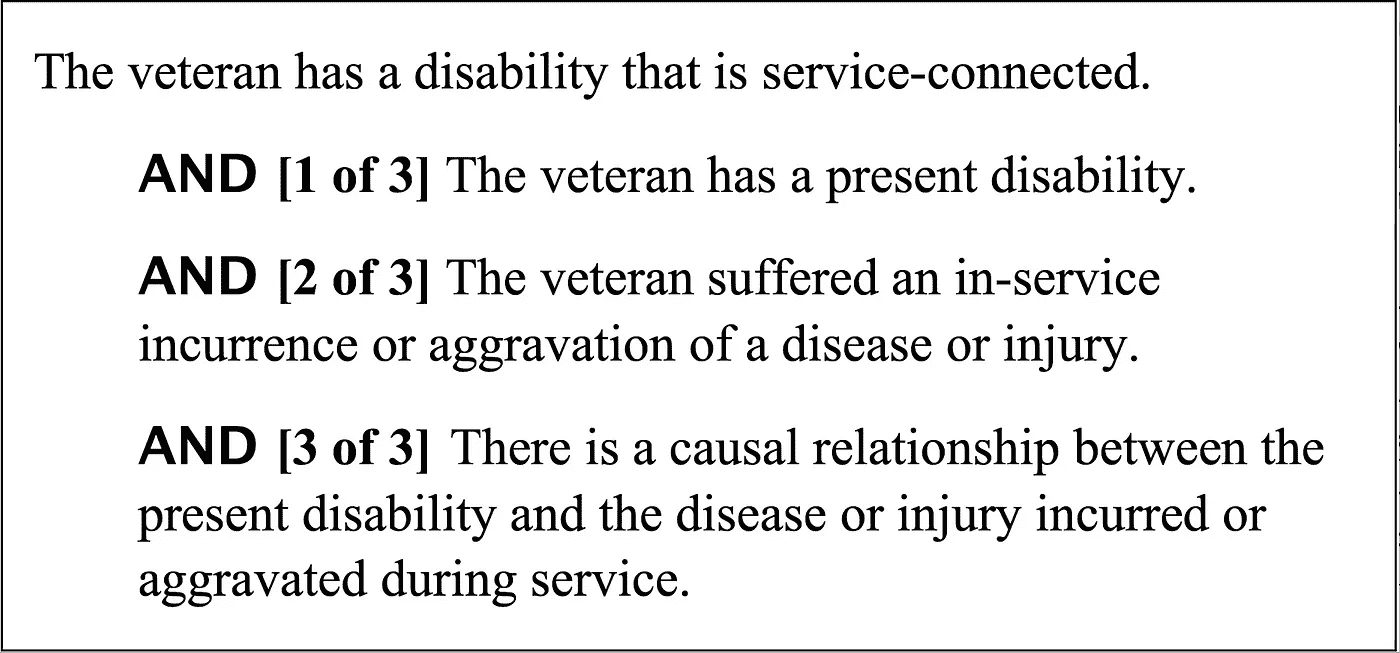 The veteran has a disability that is service-connected.
AND [1 of 3] The veteran has a present disability.
AND [2 of 3] The veteran suffered an in-service
incurrence or aggravation of a disease or injury.
AND [3 of 3] There is a causal relationship between the
present disability and the disease or injury incurred or
aggravated during service.